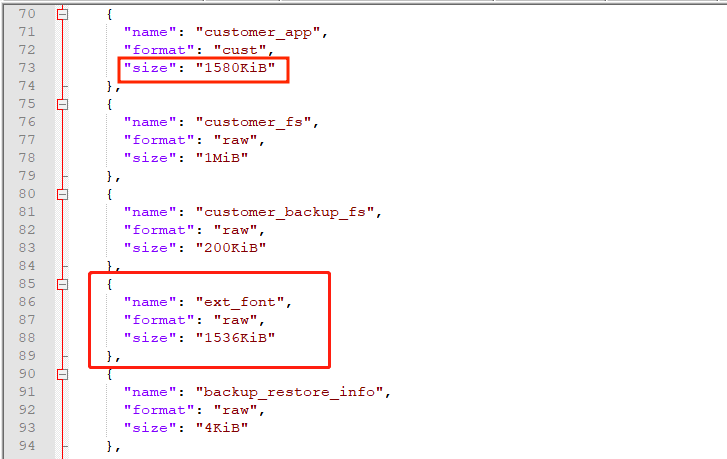 70 {
71 "name": "customer_app",
72 "format": "cust",
73 "size": "1580KiB"
74 },
75 {
76 "name": "customer_fs",
77 "format": "raw",
78 "size": "1MiB"
79 },
80 {
81 "name": "customer_backup_fs",
82 "format": "raw",
83 "size": "200KiB"
84 },
85 {
86 "name": "ext_font",
87 "format": "raw",
88 "size": "1536KiB"
89 },
90 {
91 "name": "backup_restore_info",
92 "format": "raw",
93 "size": "4KiB"
94 },